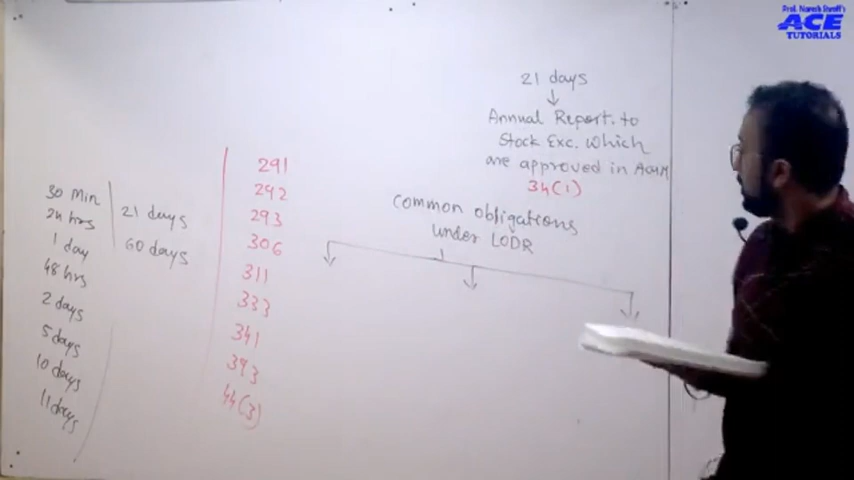 Prof. Naresh Shroff's
ACE
TUTORIALS
21 days
Annual Report to
Stock Exc. which
are approved in AGM
34(1)
Common obligations
under LODR
30 Min
24 hrs
1 day
48 hrs
2 days
5 days
10 days
11 days
21 days
60 days
291
292
293
306
311
333
341
393
44(3)